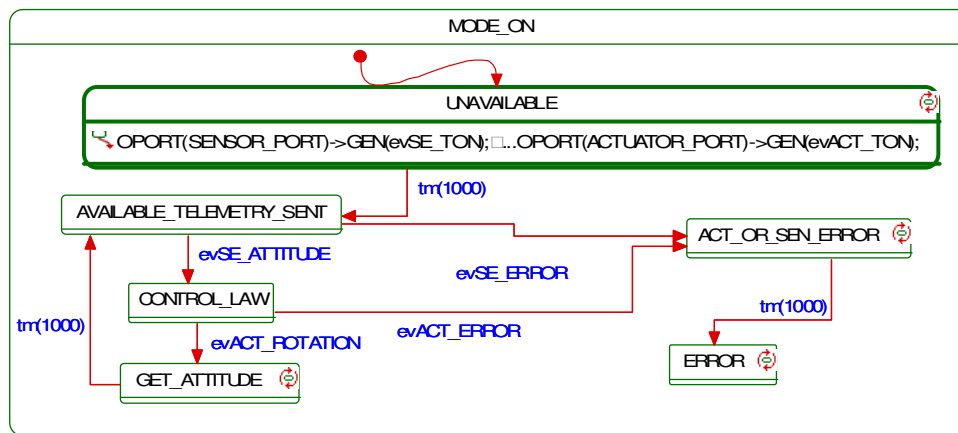 MODE_ON
UNAVAILABLE
OPORT(SENSOR_PORT)->GEN(evSE_TON);□...OPORT(ACTUATOR_PORT)->GEN(evACT_TON);
tm(1000)
AVAILABLE_TELEMETRY_SENT
ACT_OR_SEN_ERROR
evSE_ATTITUDE
evSE_ERROR
CONTROL_LAW
tm(1000)
tm(1000)
evACT_ERROR
evACT_ROTATION
ERROR
GET_ATTITUDE